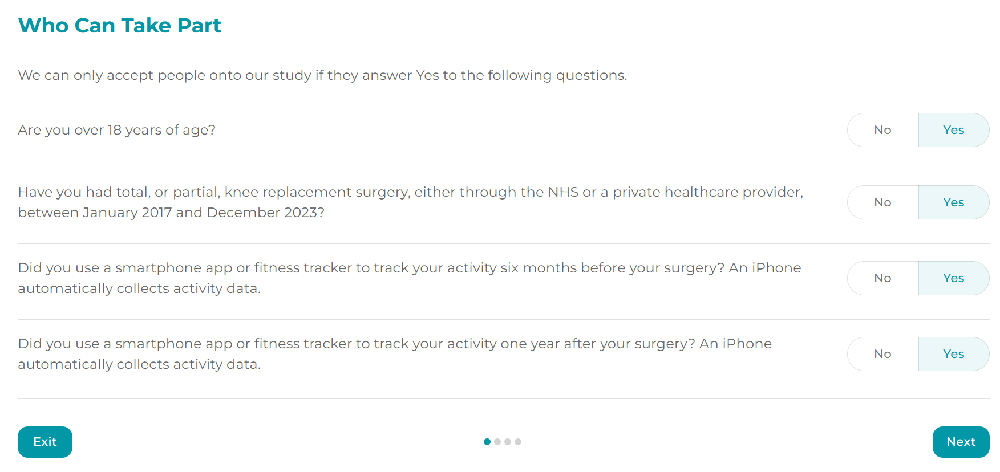 Who Can Take Part
We can only accept people onto our study if they answer Yes to the following questions.
Are you over 18 years of age?
No
Yes
Have you had total, or partial, knee replacement surgery, either through the NHS or a private healthcare provider,
between January 2017 and December 2023?
No
Yes
Did you use a smartphone app or fitness tracker to track your activity six months before your surgery? An iPhone
automatically collects activity data.
No
Yes
Did you use a smartphone app or fitness tracker to track your activity one year after your surgery? An iPhone
automatically collects activity data.
No
Yes
Exit
Next